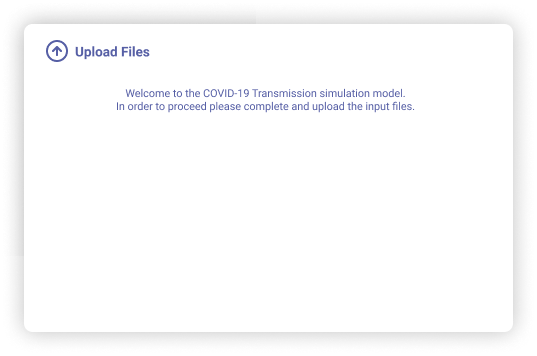 Upload Files
Welcome to the COVID-19 Transmission simulation model.
In order to proceed please complete and upload the input files.